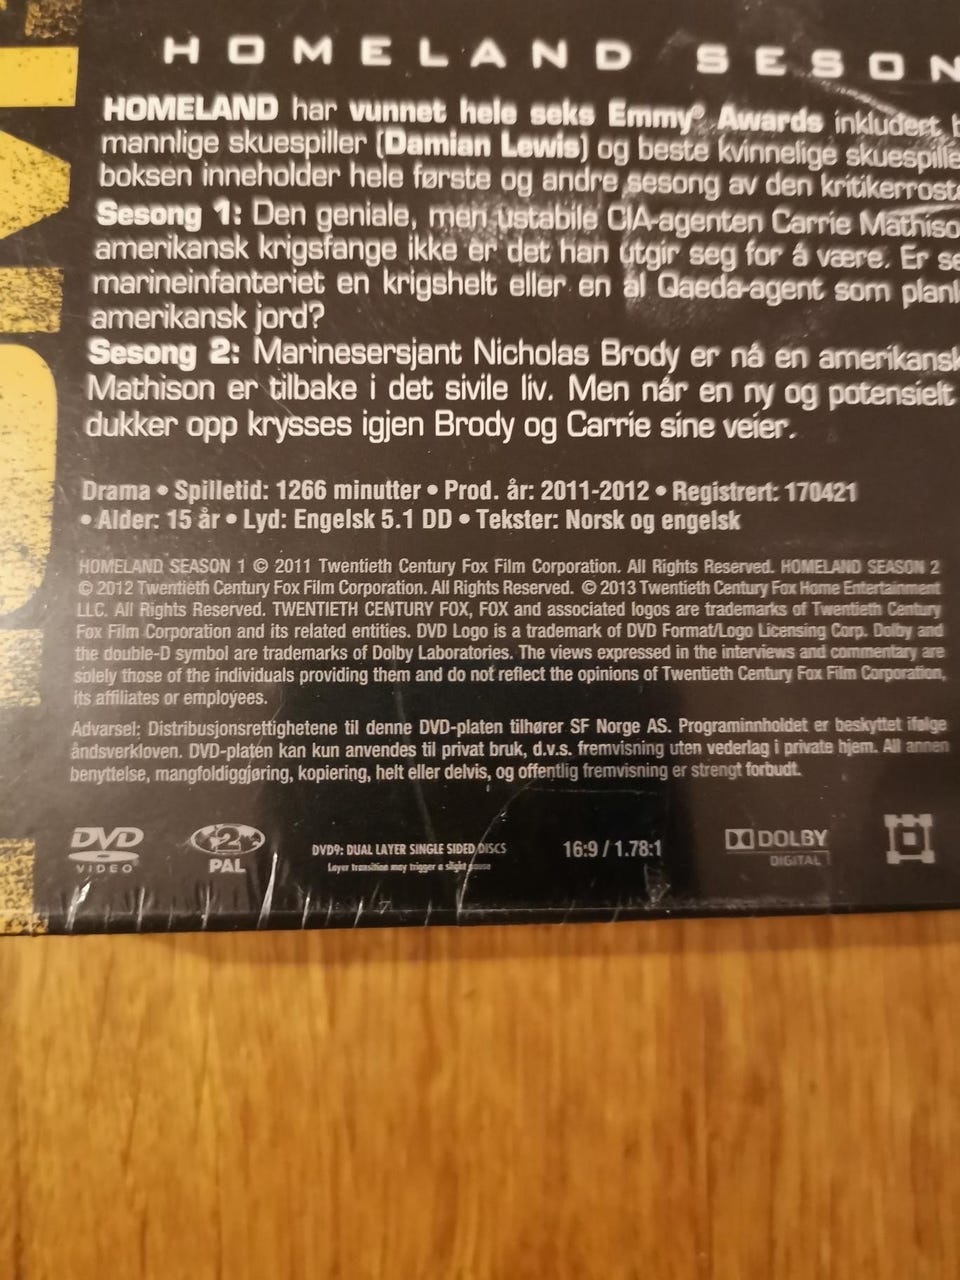 HOMELAND SESON
HOMELAND har vunnet hele seks Emmy® Awards inkludert
mannlige skuespiller (Damian Lewis) og beste kvinnelige
boksen inneholder hele første og andre sesong av den
Sesong 1: Den geniale, men ustabile CIA-agenten Carrie
amerikansk krigsfange ikke er det han utgir seg for å være. Er
marineinfanteriet en krigshelt eller en al Qaeda-agent som
amerikansk jord?
Sesong 2: Marinesersjant Nicholas Brody er nå en
Mathison er tilbake i det sivile liv. Men når en ny og potensielt
dukker opp krysses igjen Brody og Carrie sine veier.
Drama • Spilletid: 1266 minutter • Prod. år: 2011-2012 • Registrert: 170421
• Alder: 15 år • Lyd: Engelsk 5.1 DD • Tekster: Norsk og engelsk
HOMELAND SEASON 1 © 2011 Twentieth Century Fox Film Corporation. All Rights Reserved. HOMELAND SEASON 2
© 2012 Twentieth Century Fox Film Corporation. All Rights Reserved. © 2013 Twentieth Century Fox Home Entertainment
LLC. All Rights Reserved. TWENTIETH CENTURY FOX, FOX and associated logos are trademarks of Twentieth Century
Fox Film Corporation and its related entities. DVD Logo is a trademark of DVD Format/Logo Licensing Corp. Dolby and
the double-D symbol are trademarks of Dolby Laboratories. The views expressed in the interviews and commentary are
solely those of the individuals providing them and do not reflect the opinions of Twentieth Century Fox Film Corporation,
its affiliates or employees.
Advarsel: Distribusjonsrettighetene til denne DVD-platen tilhører SF Norge AS. Programinnholdet er beskyttet ifølge
åndsverkloven. DVD-platen kan kun anvendes til privat bruk, d.v.s. fremvisning uten vederlag i private hjem. All annen
benyttelse, mangfoldiggjøring, kopiering, helt eller delvis, og offentlig fremvisning er strengt forbudt.
DVD VIDEO 2 PAL DVD9: DUAL LAYER SINGLE SIDED DISCS 16:9 / 1.78:1 DOLBY DIGITAL
Layer transition may trigger a slight pause